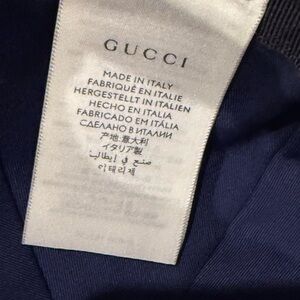 GUCCI
MADE IN ITALY
FABRIQUÉ EN ITALIE
HERGESTELLT IN ITALIEN
HECHO EN ITALIA
FABRICADO EM ITÁLIA
СДЕЛАНО В ИТАЛИИ
产地:意大利
イタリア製
صنع في إيطاليا
이태리제